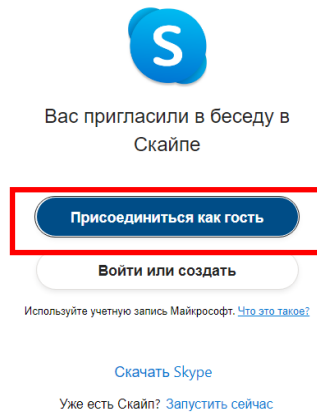 S
Вас пригласили в беседу в
Скайпе
Присоединиться как гость
Войти или создать
Используйте учетную запись Майкрософт. Что это такое?
Скачать Skype
Уже есть Скайп? Запустить сейчас